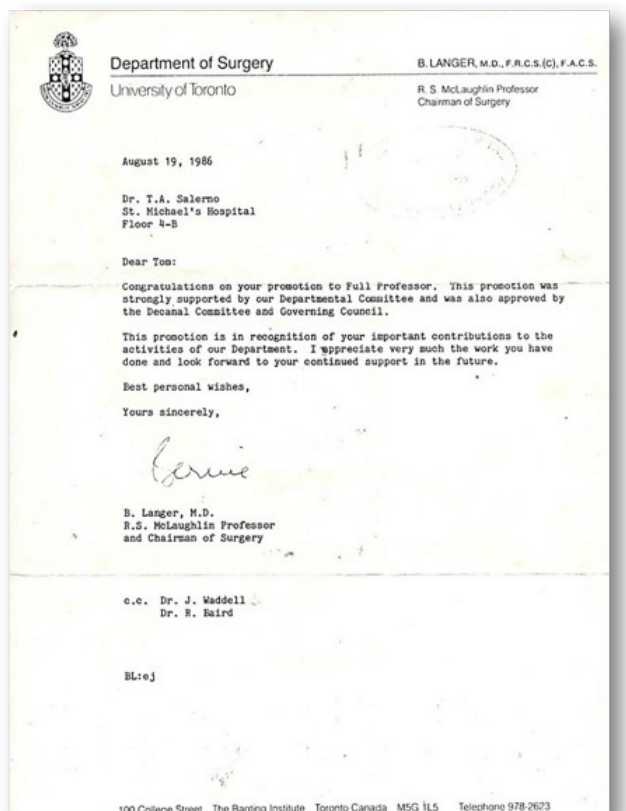 Department of Surgery
University of Toronto
B. LANGER, M.D., F.R.C.S.(C), F.A.C.S.
R. S. McLaughlin Professor
Chairman of Surgery
August 19, 1986
Dr. T.A. Salerno
St. Michael's Hospital
Floor 4-B
Dear Tom:
Congratulations on your promotion to Full Professor. This promotion was
strongly supported by our Departmental Committee and was also approved by
the Decanal Committee and Governing Council.
This promotion is in recognition of your important contributions to the
activities of our Department. I appreciate very much the work you have
done and look forward to your continued support in the future.
Best personal wishes,
Yours sincerely,
Bernie
B. Langer, M.D.
R.S. McLaughlin Professor
and Chairman of Surgery
c.c. Dr. J. Waddell
Dr. R. Baird
BL:ej
100 College Street The Banting Institute Toronto Canada M5G 1L5 Telephone 978-2623